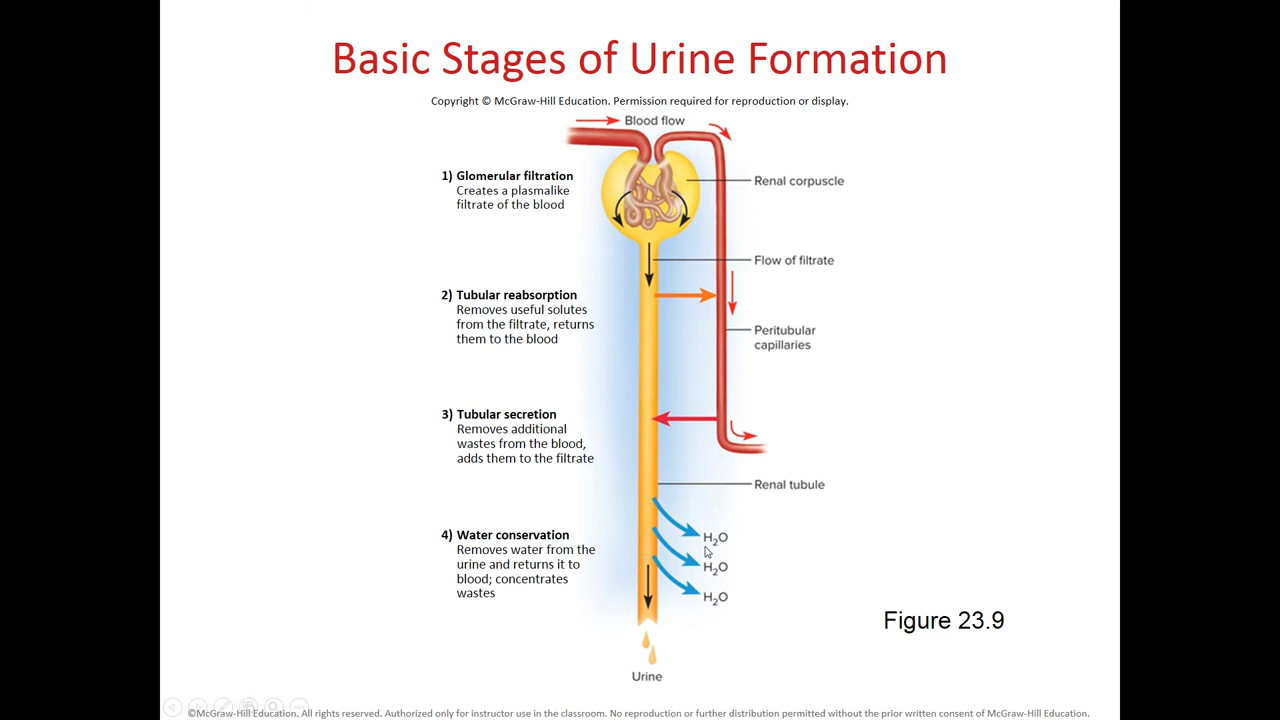 Basic Stages of Urine Formation
Copyright © McGraw-Hill Education. Permission required for reproduction or display.
Blood flow
1) Glomerular filtration
Creates a plasmalike
filtrate of the blood
Renal corpuscle
Flow of filtrate
2) Tubular reabsorption
Removes useful solutes
from the filtrate, returns
them to the blood
Peritubular
capillaries
3) Tubular secretion
Removes additional
wastes from the blood,
adds them to the filtrate
Renal tubule
4) Water conservation
Removes water from the
urine and returns it to
blood; concentrates
wastes
H₂O
H₂O
H₂O
Figure 23.9
Urine
©McGraw-Hill Education. All rights reserved. Authorized only for instructor use in the classroom. No reproduction or further distribution permitted without the prior written consent of McGraw-Hill Education.